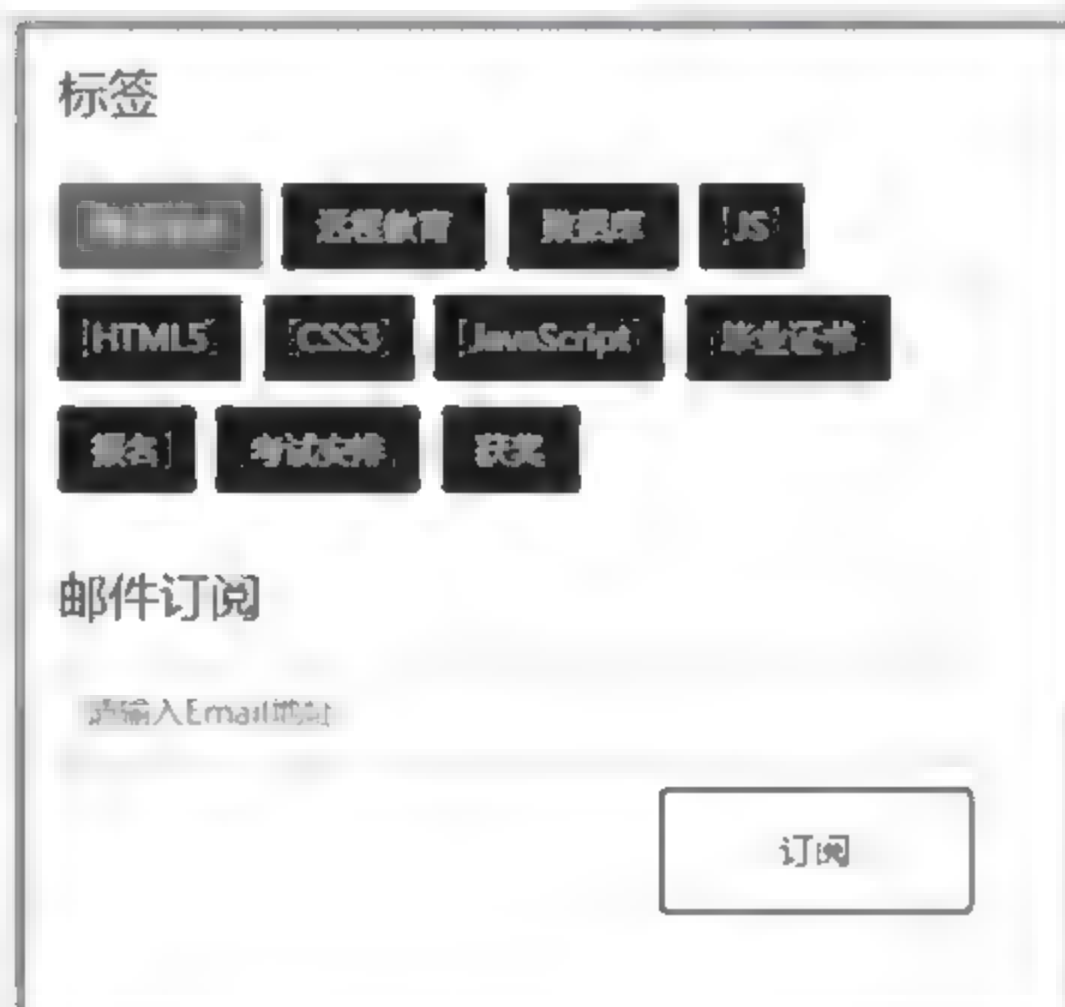 标签
远程教育 数据库 JS
HTML5 CSS3 JavaScript 毕业证书
报名 考试安排 获奖
邮件订阅
请输入Email地址
订阅